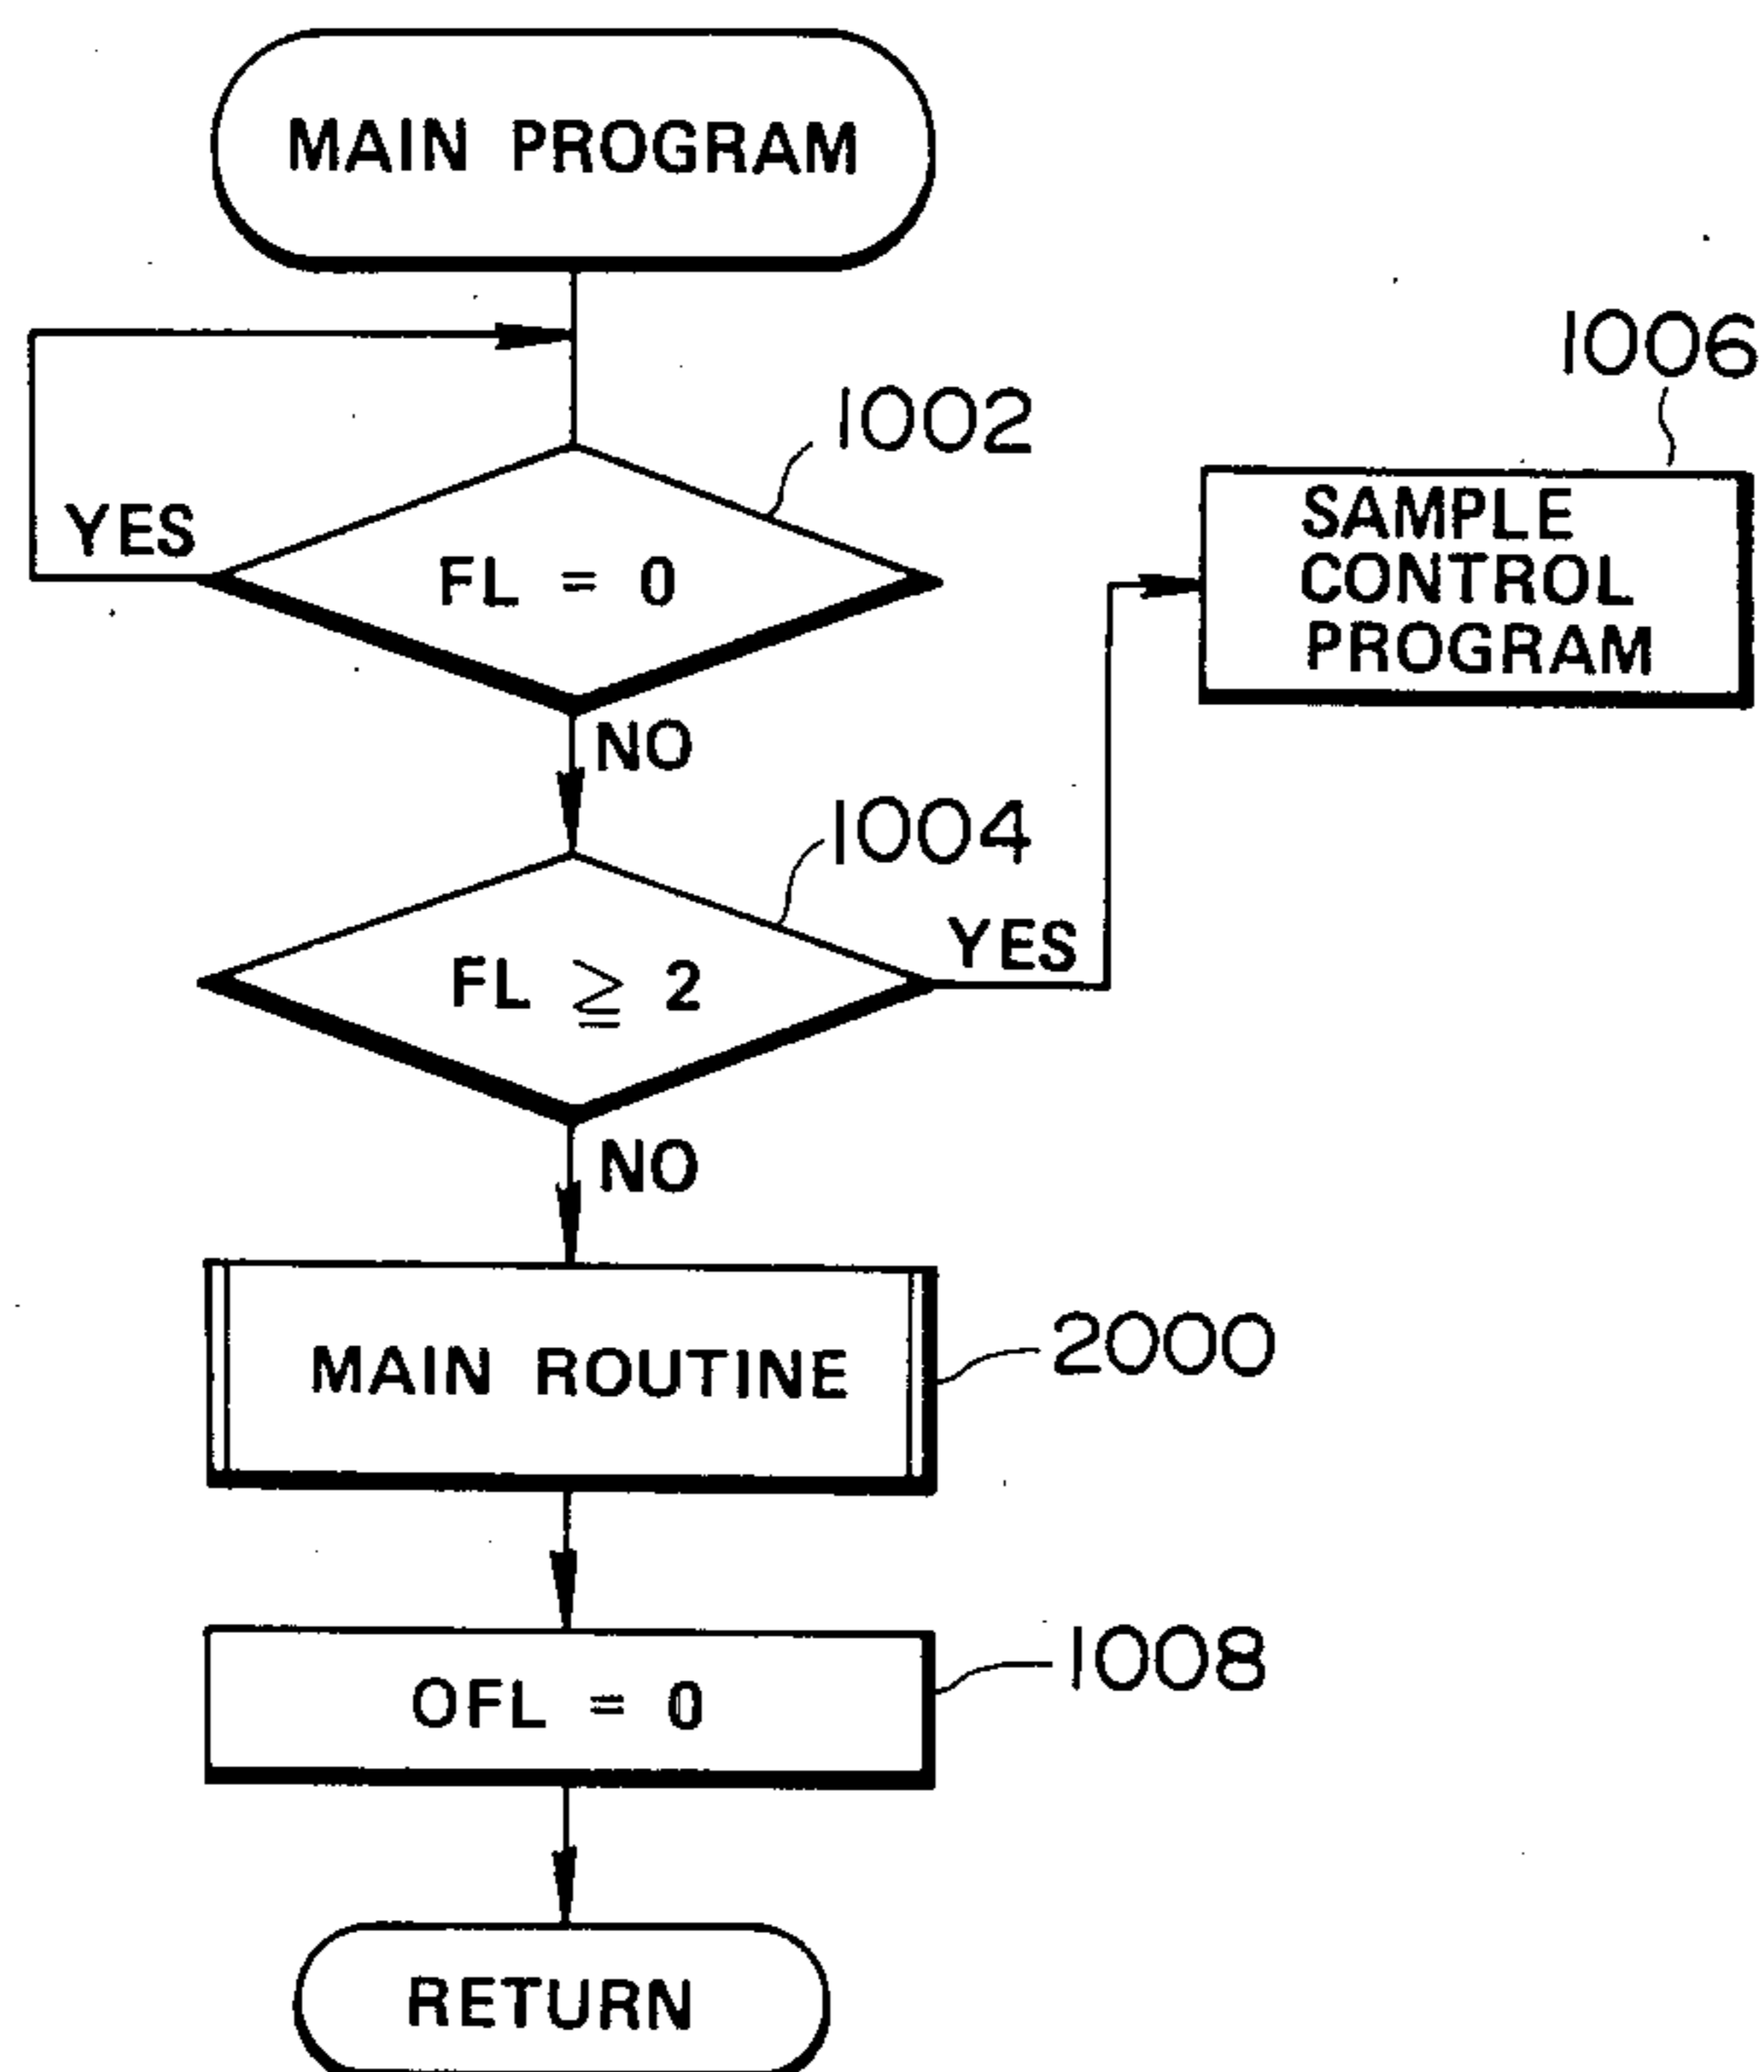 MAIN PROGRAM
1002
1006
YES
FL = 0
SAMPLE
CONTROL
PROGRAM
NO
1004
FL ≧ 2
YES
NO
MAIN ROUTINE
2000
OFL = 0
1008
RETURN